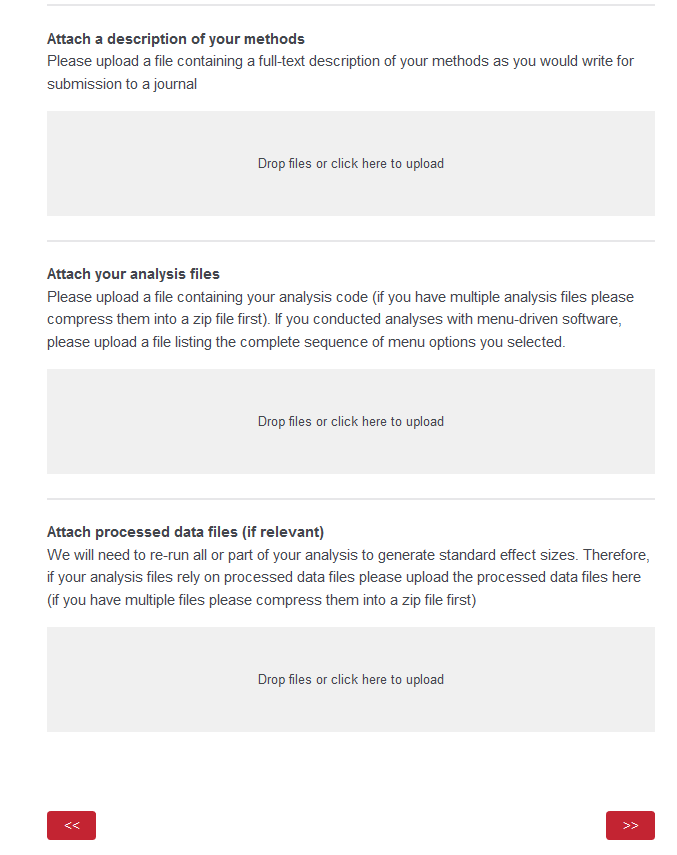 Attach a description of your methods
Please upload a file containing a full-text description of your methods as you would write for
submission to a journal
Drop files or click here to upload
Attach your analysis files
Please upload a file containing your analysis code (if you have multiple analysis files please
compress them into a zip file first). If you conducted analyses with menu-driven software,
please upload a file listing the complete sequence of menu options you selected.
Drop files or click here to upload
Attach processed data files (if relevant)
We will need to re-run all or part of your analysis to generate standard effect sizes. Therefore,
if your analysis files rely on processed data files please upload the processed data files here
(if you have multiple files please compress them into a zip file first)
Drop files or click here to upload
<< >>